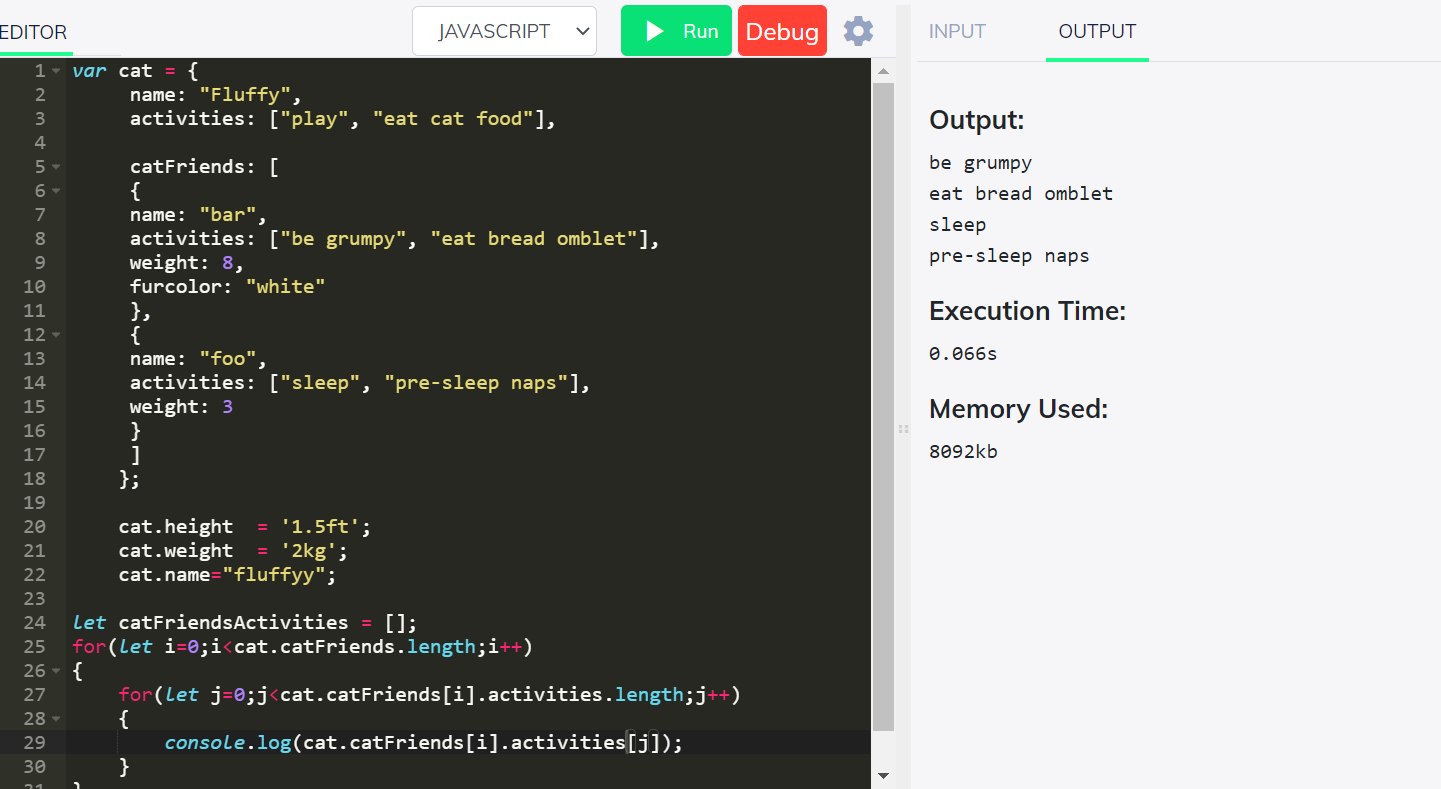 EDITOR
JAVASCRIPT
Run
Debug
INPUT
OUTPUT
1 var cat = {
2 name: "Fluffy",
3 activities: ["play", "eat cat food"],
4
5 catFriends: [
6 {
7 name: "bar",
8 activities: ["be grumpy", "eat bread omblet"],
9 weight: 8,
10 furcolor: "white"
11 },
12 {
13 name: "foo",
14 activities: ["sleep", "pre-sleep naps"],
15 weight: 3
16 }
17 ]
18 };
19
20 cat.height  = '1.5ft';
21 cat.weight  = '2kg';
22 cat.name="fluffyy";
23
24 let catFriendsActivities = [];
25 for(let i=0;i<cat.catFriends.length;i++)
26 {
27 for(let j=0;j<cat.catFriends[i].activities.length;j++)
28 {
29 console.log(cat.catFriends[i].activities[j]);
30 }
31 }
Output:
be grumpy
eat bread omblet
sleep
pre-sleep naps
Execution Time:
0.066s
Memory Used:
8092kb